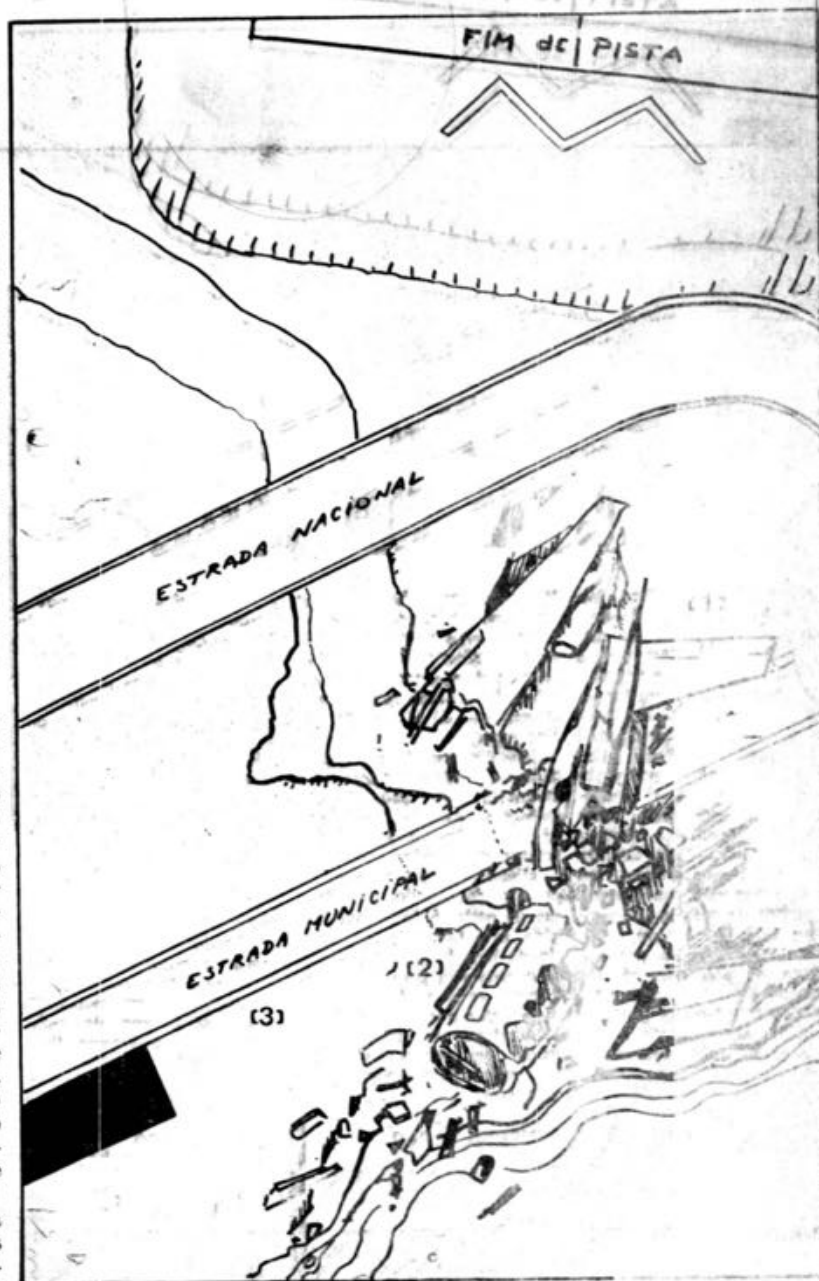 FIM de PISTA
ESTRADA NACIONAL
ESTRADA MUNICIPAL
[2]
[3]